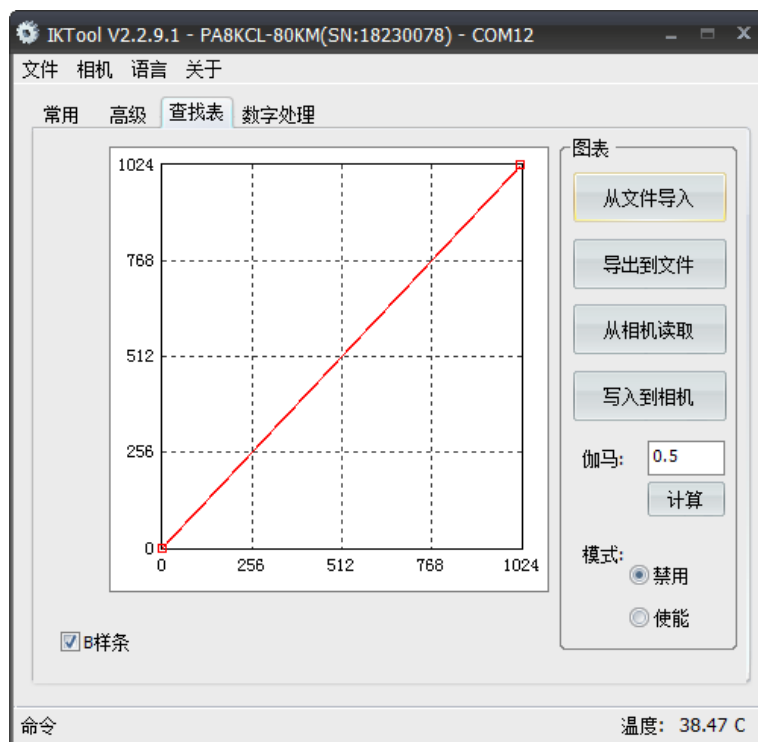 IKTool V2.2.9.1 - PA8KCL-80KM(SN:18230078) - COM12
文件 相机 语言 关于
常用 高级 查找表 数字处理
图表
1024
从文件导入
768
导出到文件
从相机读取
512
写入到相机
256
伽马: 0.5
计算
0
0 256 512 768 1024
模式:
禁用
使能
B样条
命令
温度: 38.47 C